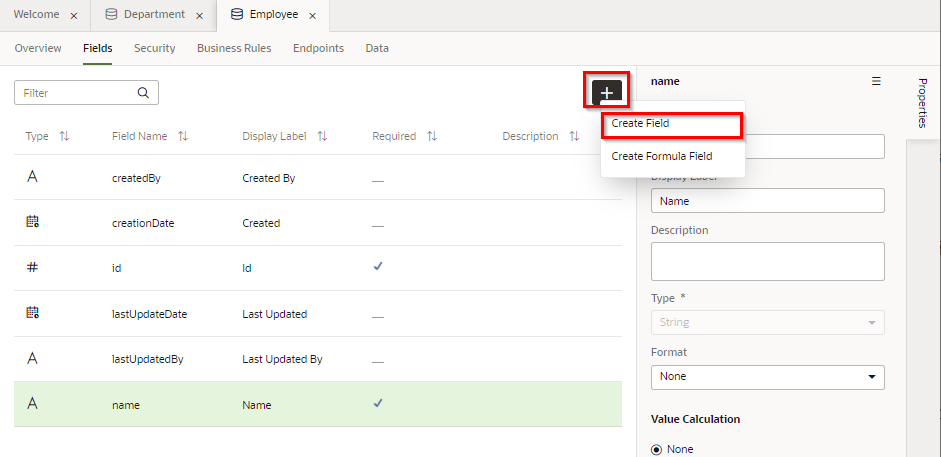 Welcome × Department × Employee ×
Overview Fields Security Business Rules Endpoints Data
Filter
+
name
Properties
Create Field
Create Formula Field
Type Field Name Display Label Required Description
Display Label
A createdBy Created By
Name
creationDate Created
Description
# id Id
Type *
String
lastUpdateDate Last Updated
Format
None
A lastUpdatedBy Last Updated By
A name Name
Value Calculation
None